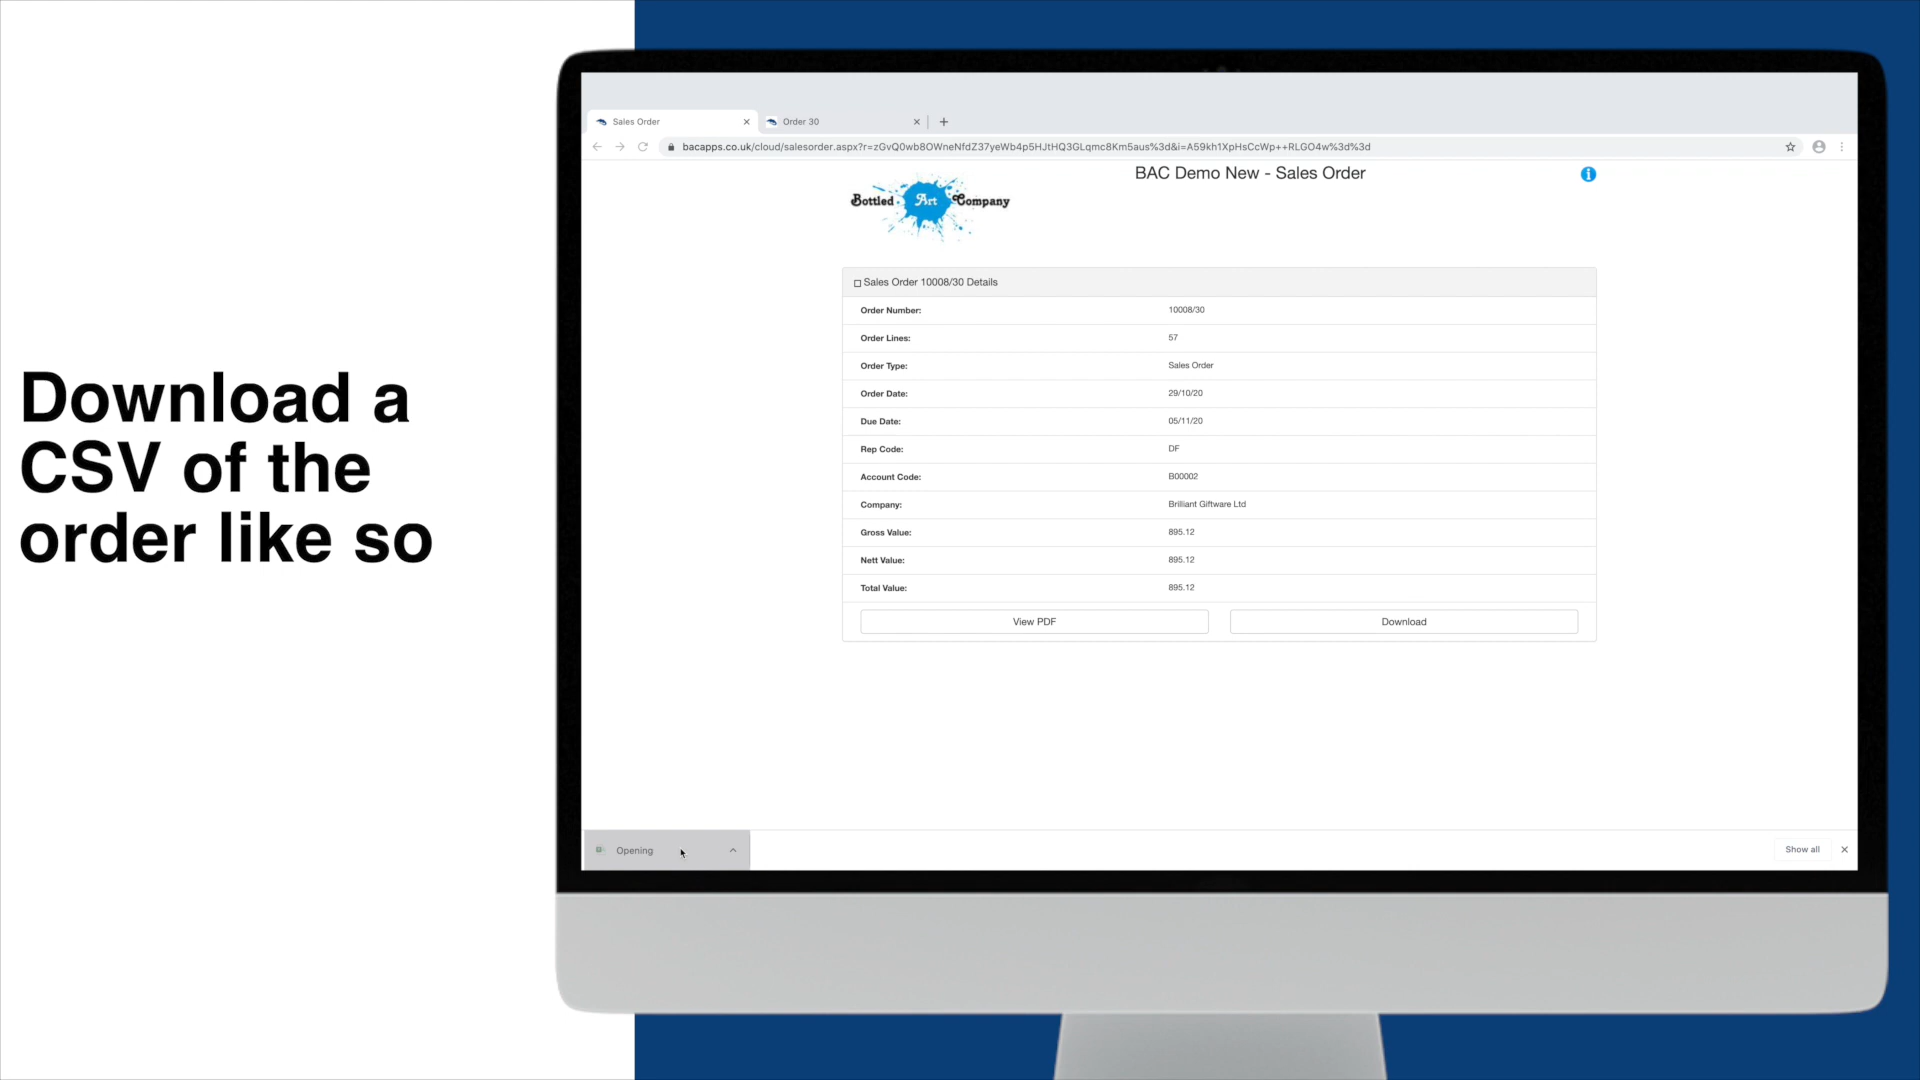 Download a
CSV of the
order like so
Sales Order
Order 30
bacapps.co.uk/cloud/salesorder.aspx?r=zGvQ0wb8OWneNfdZ37yeWb4p5HJtHQ3GLqmc8Km5aus%3d&i=A59kh1XpHsCcWp++RLGO4w%3d%3d
BAC Demo New - Sales Order
Bottled Art Company
Sales Order 10008/30 Details
Order Number: 10008/30
Order Lines: 57
Order Type: Sales Order
Order Date: 29/10/20
Due Date: 05/11/20
Rep Code: DF
Account Code: B00002
Company: Brilliant Giftware Ltd
Gross Value: 895.12
Nett Value: 895.12
Total Value: 895.12
View PDF Download
Opening
Show all